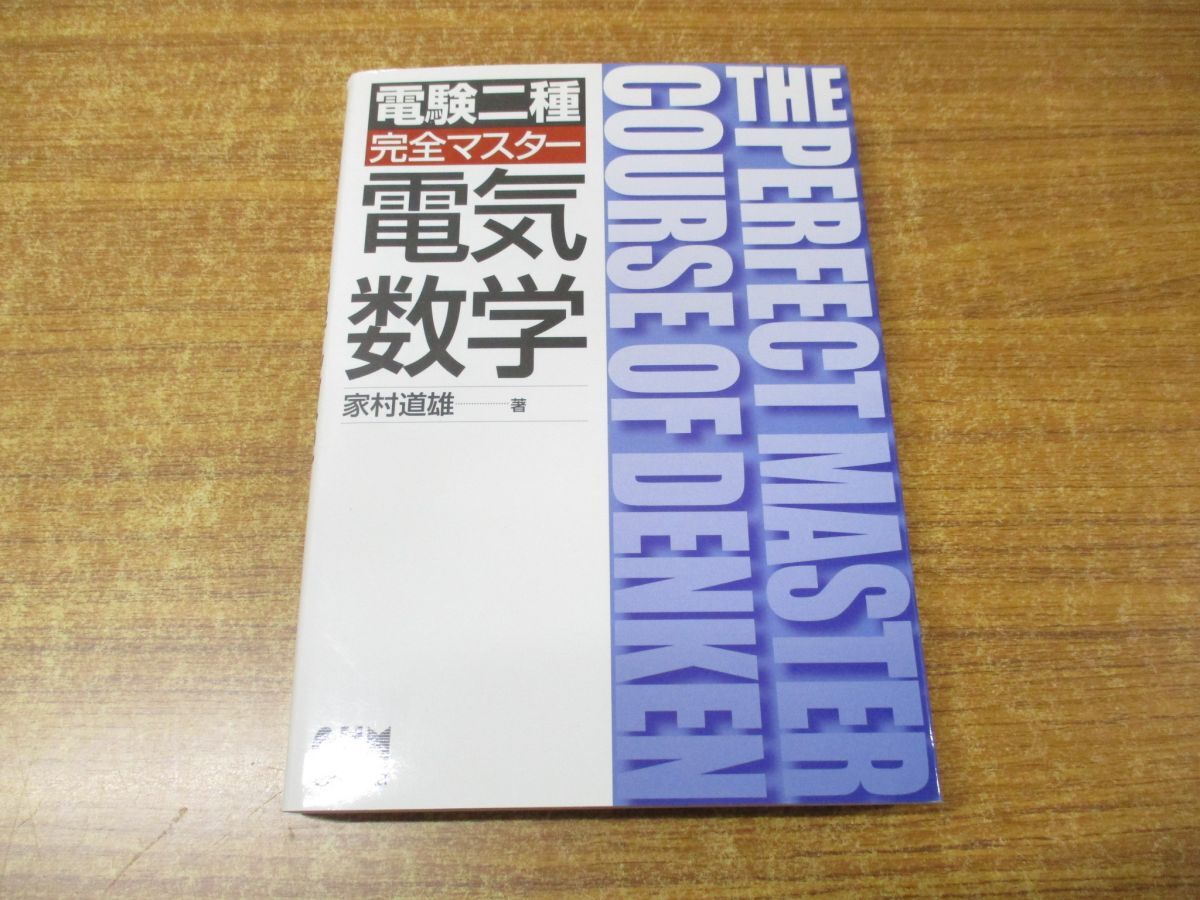 電験二種
完全マスター
電気
数学
家村道雄 著
THE PERFECT MASTER
COURSE OF DENKEN
OHM